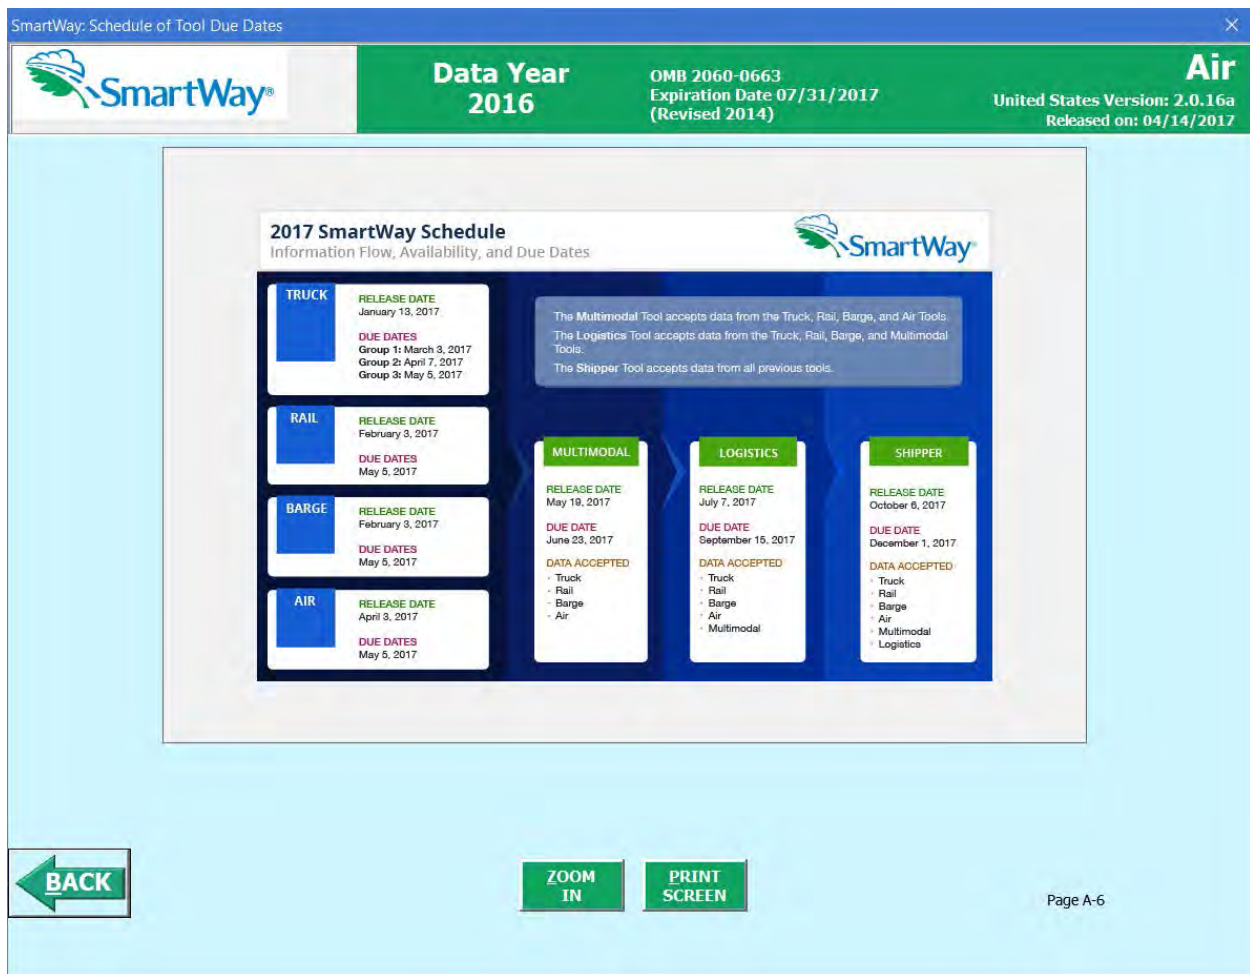 SmartWay: Schedule of Tool Due Dates
SmartWay®
Data Year
2016
OMB 2060-0663
Expiration Date 07/31/2017
(Revised 2014)
Air
United States Version: 2.0.16a
Released on: 04/14/2017
2017 SmartWay Schedule
Information Flow, Availability, and Due Dates
SmartWay
TRUCK
RELEASE DATE
January 13, 2017
DUE DATES
Group 1: March 3, 2017
Group 2: April 7, 2017
Group 3: May 5, 2017
The Multimodal Tool accepts data from the Truck, Rail, Barge, and Air Tools.
The Logistics Tool accepts data from the Truck, Rail, Barge, and Multimodal
Tools.
The Shipper Tool accepts data from all previous tools.
RAIL
RELEASE DATE
February 3, 2017
DUE DATES
May 5, 2017
BARGE
RELEASE DATE
February 3, 2017
DUE DATES
May 5, 2017
AIR
RELEASE DATE
April 3, 2017
DUE DATES
May 5, 2017
MULTIMODAL
RELEASE DATE
May 19, 2017
DUE DATE
June 23, 2017
DATA ACCEPTED
· Truck
· Rail
· Barge
· Air
LOGISTICS
RELEASE DATE
July 7, 2017
DUE DATE
September 15, 2017
DATA ACCEPTED
· Truck
· Rail
· Barge
· Air
· Multimodal
SHIPPER
RELEASE DATE
October 6, 2017
DUE DATE
December 1, 2017
DATA ACCEPTED
· Truck
· Rail
· Barge
· Air
· Multimodal
· Logistics
BACK
ZOOM
IN
PRINT
SCREEN
Page A-6